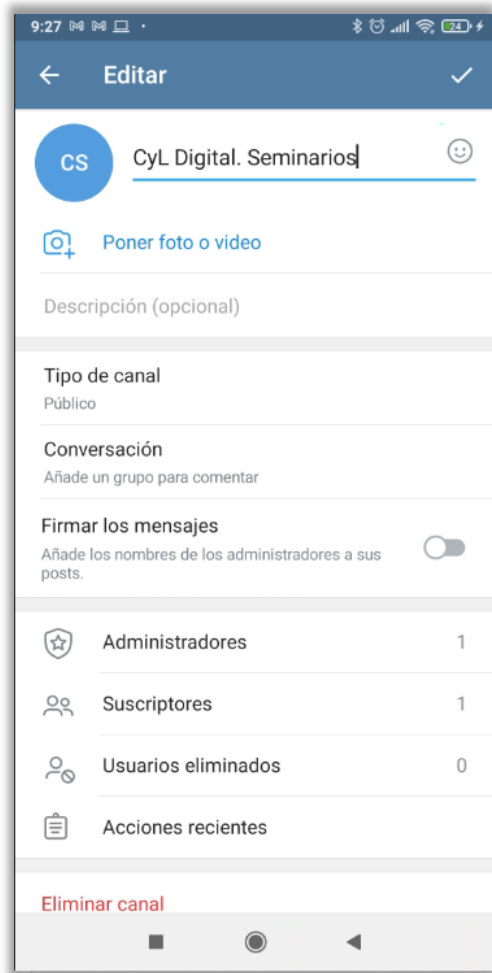 9:27
24
Editar
CS
CyL Digital. Seminarios
Poner foto o video
Descripción (opcional)
Tipo de canal
Público
Conversación
Añade un grupo para comentar
Firmar los mensajes
Añade los nombres de los administradores a sus
posts.
Administradores 1
Suscriptores 1
Usuarios eliminados 0
Acciones recientes
Eliminar canal